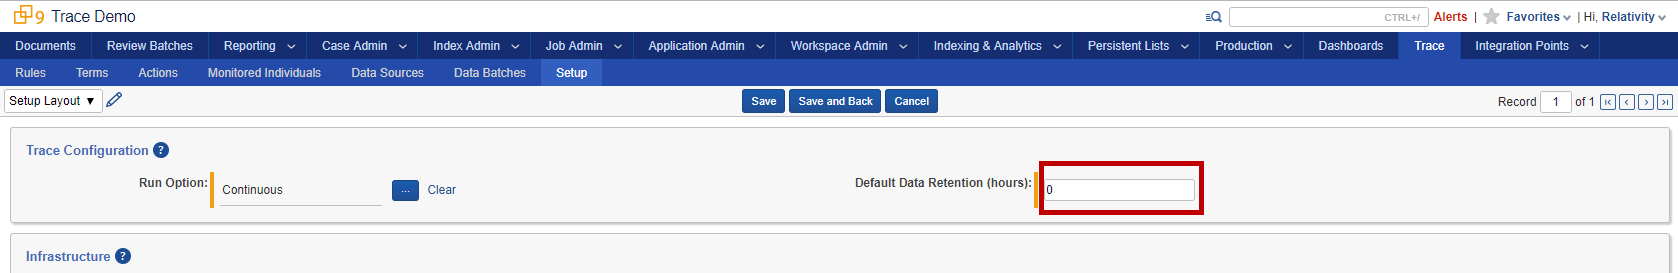 9 Trace Demo CTRL+/ Alerts | Favorites | Hi, Relativity
Documents Review Batches Reporting Case Admin Index Admin Job Admin Application Admin Workspace Admin Indexing & Analytics Persistent Lists Production Dashboards Trace Integration Points
Rules Terms Actions Monitored Individuals Data Sources Data Batches Setup
Setup Layout ▼ Save Save and Back Cancel Record 1 of 1
Trace Configuration ?
Run Option: Continuous ... Clear Default Data Retention (hours): 0
Infrastructure ?